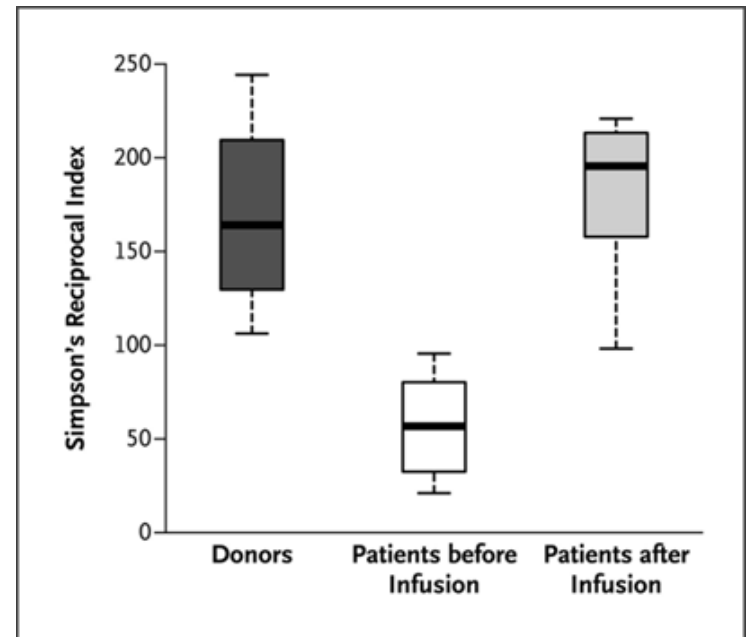 Simpson's Reciprocal Index
250
200
150
100
50
0
Donors
Patients before
Infusion
Patients after
Infusion